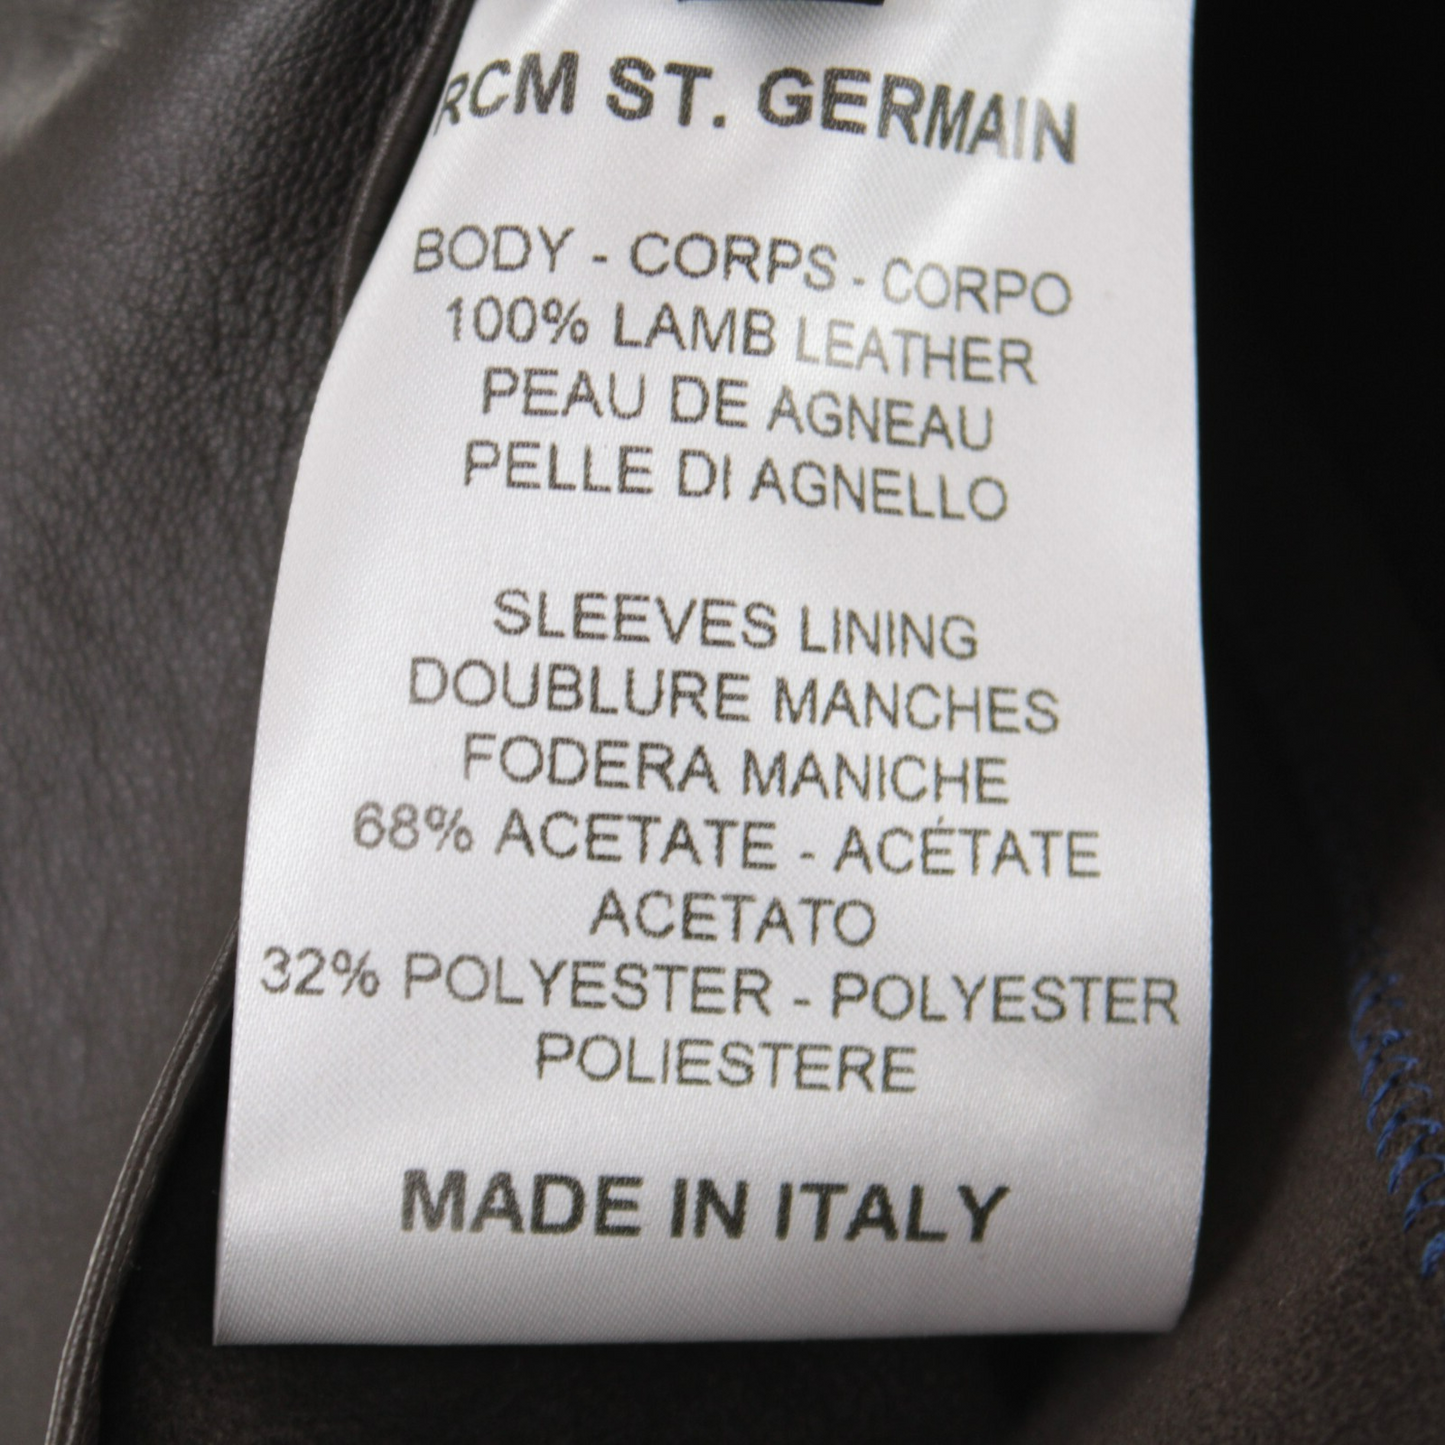 RCM ST. GERMAIN
BODY - CORPS - CORPO
100% LAMB LEATHER
PEAU DE AGNEAU
PELLE DI AGNELLO
SLEEVES LINING
DOUBLURE MANCHES
FODERA MANICHE
68% ACETATE - ACÉTATE
ACETATO
32% POLYESTER - POLYESTER
POLIESTERE
MADE IN ITALY